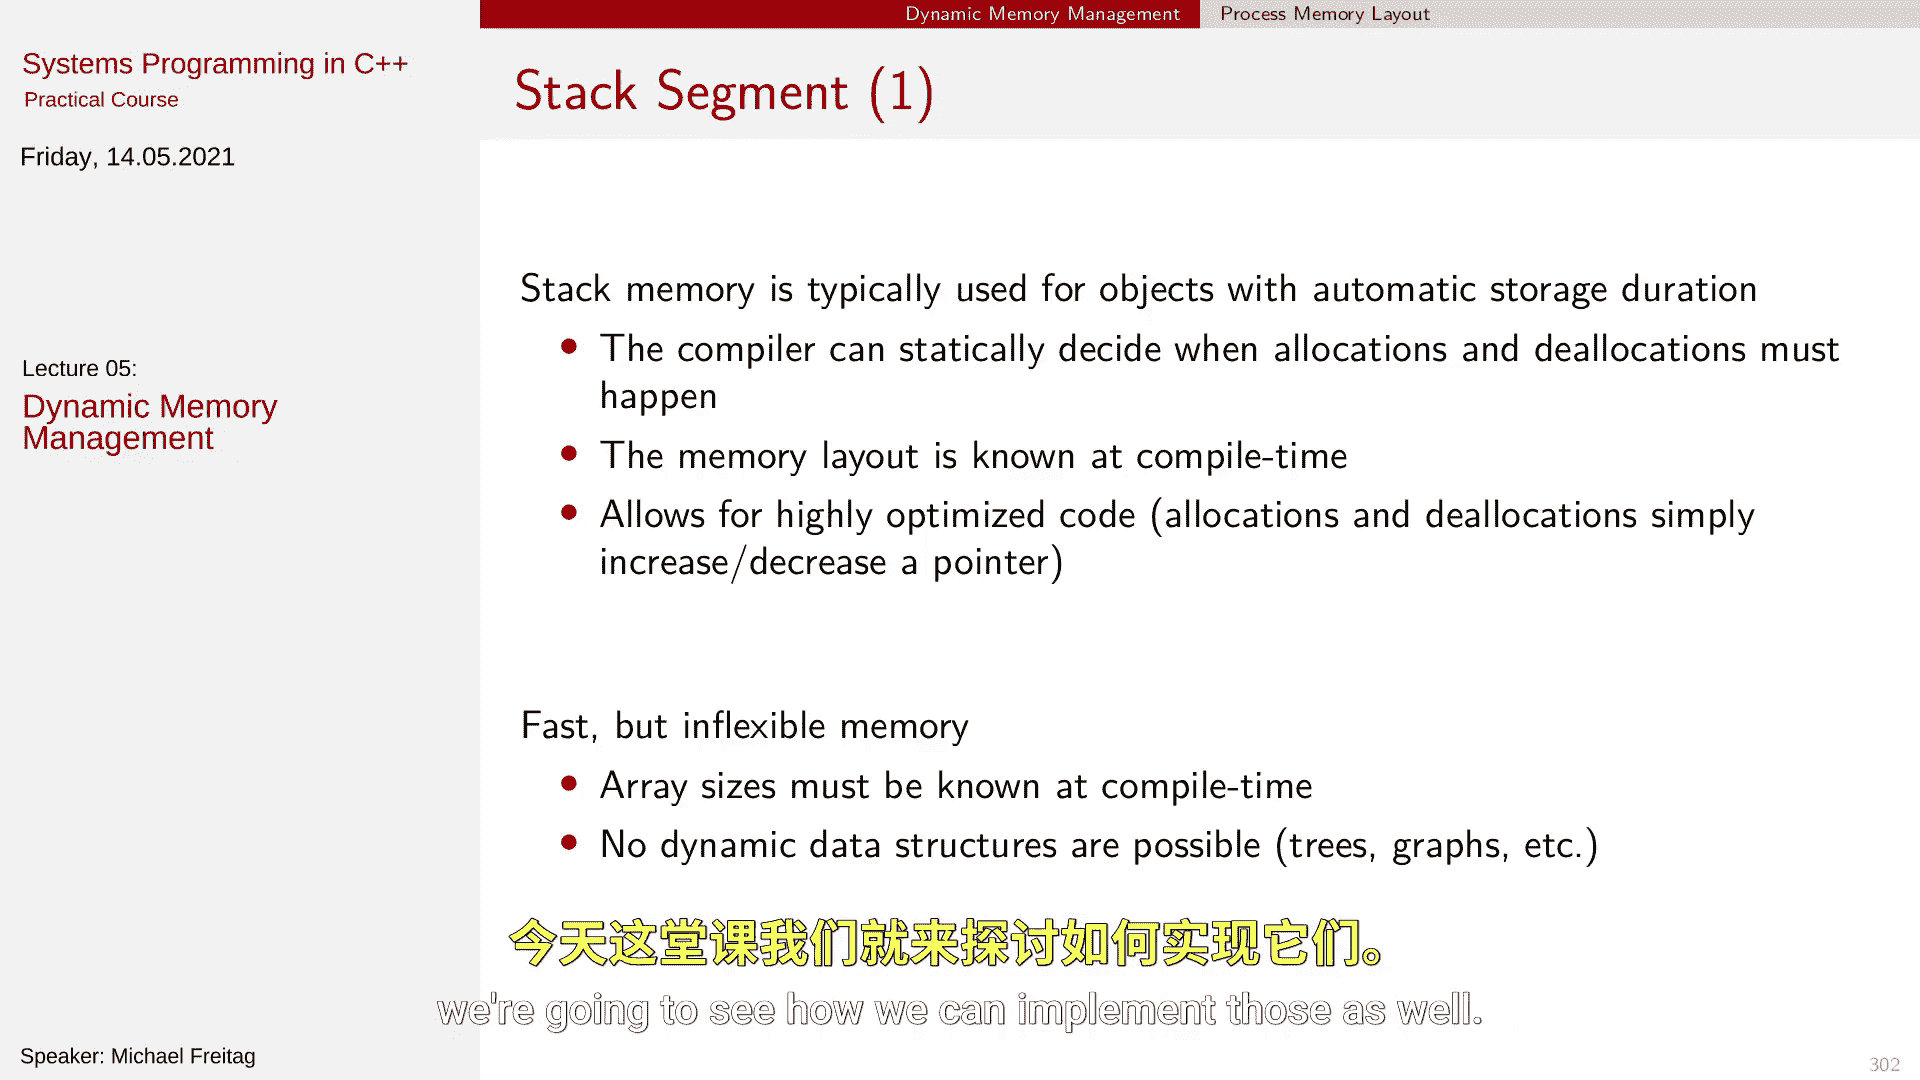 Dynamic Memory Management
Process Memory Layout
Systems Programming in C++
Practical Course
Friday, 14.05.2021
Lecture 05:
Dynamic Memory
Management
Stack Segment (1)
Stack memory is typically used for objects with automatic storage duration
• The compiler can statically decide when allocations and deallocations must
happen
• The memory layout is known at compile-time
• Allows for highly optimized code (allocations and deallocations simply
increase/decrease a pointer)
Fast, but inflexible memory
• Array sizes must be known at compile-time
• No dynamic data structures are possible (trees, graphs, etc.)
今天这堂课我们就来探讨如何实现它们。
we're going to see how we can implement those as well.
Speaker: Michael Freitag
302